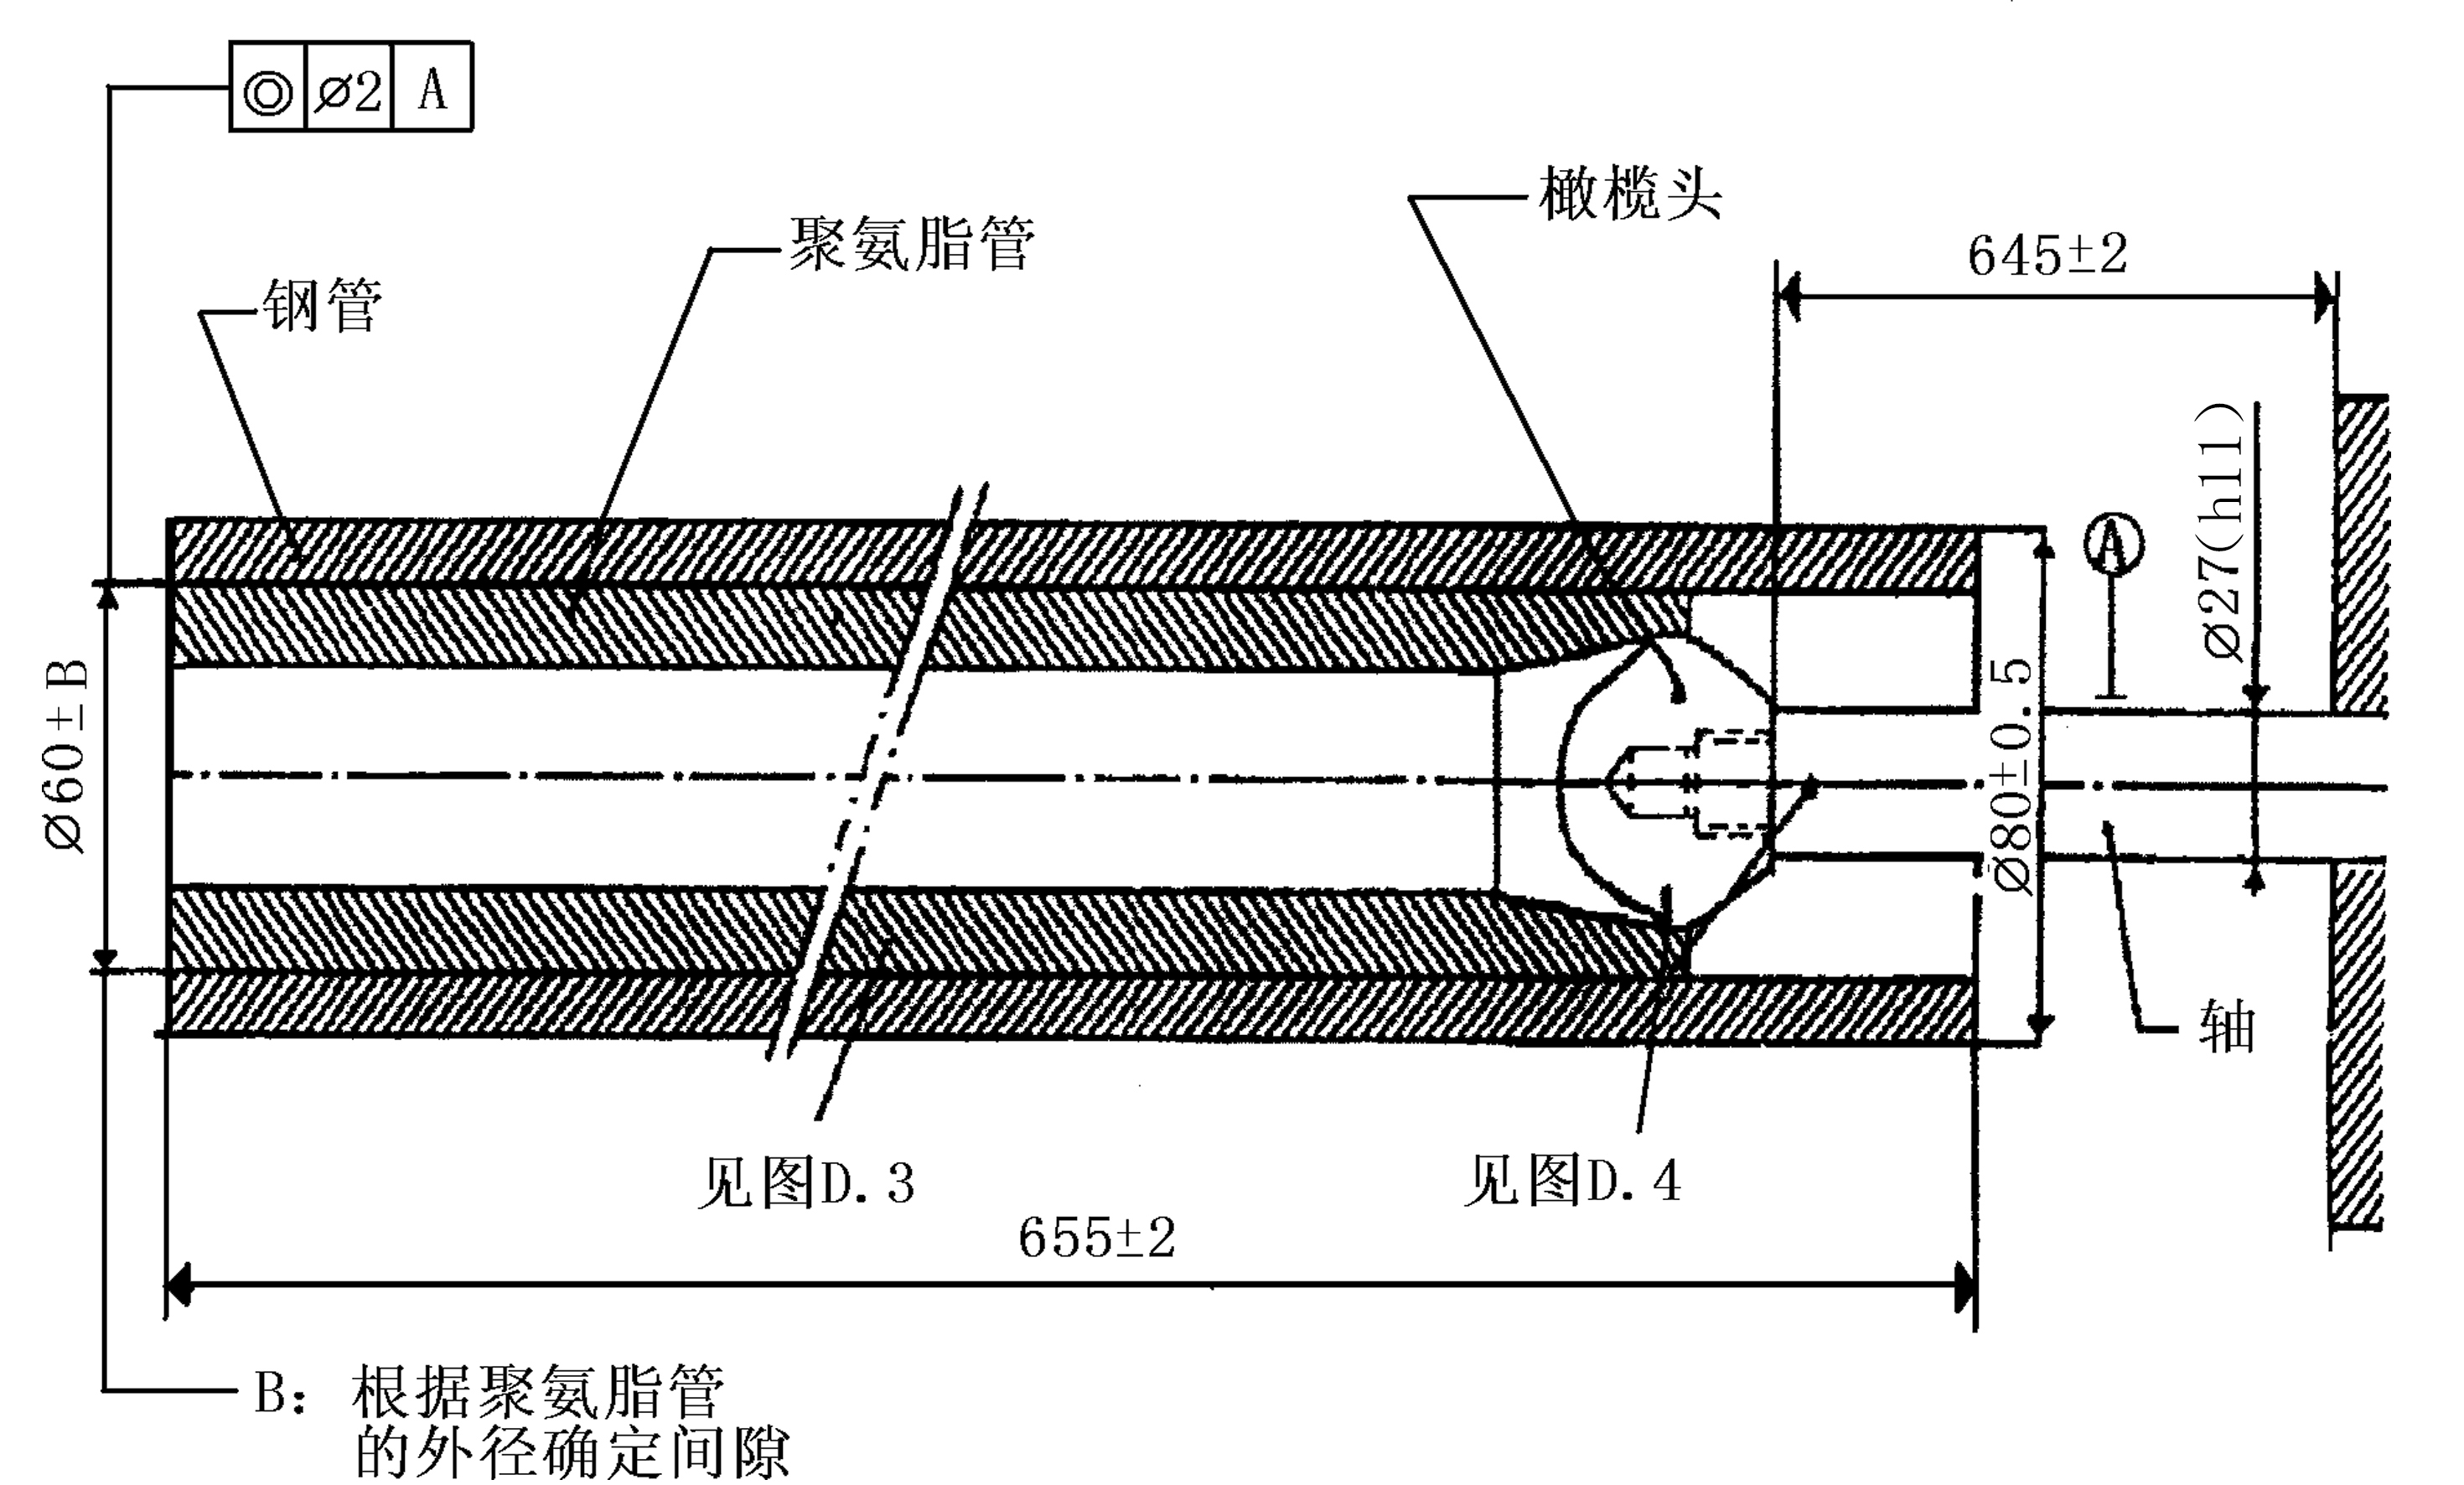 ◎ ⌀2 A
橄榄头
聚氨脂管
645±2
钢管
⌀27(h11)
A
⌀60±B
⌀80±0.5
轴
见图D.3
见图D.4
655±2
B: 根据聚氨脂管
的外径确定间隙